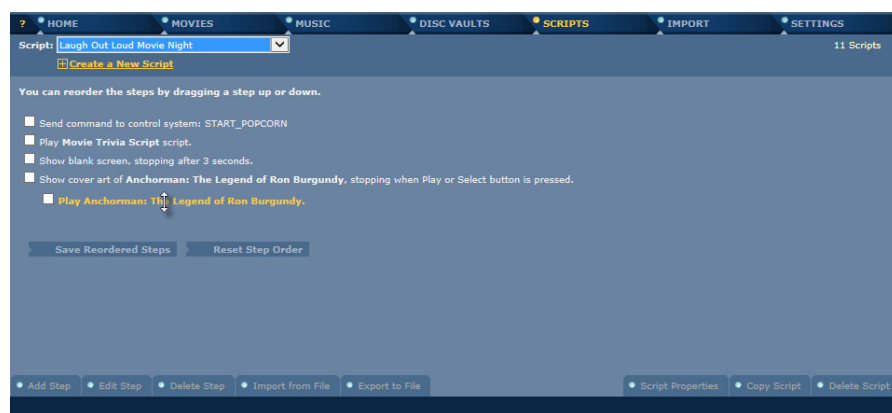 ? HOME MOVIES MUSIC DISC VAULTS SCRIPTS IMPORT SETTINGS
Script: Laugh Out Loud Movie Night 11 Scripts
Create a New Script
You can reorder the steps by dragging a step up or down.
Send command to control system: START_POPCORN
Play Movie Trivia Script script.
Show blank screen, stopping after 3 seconds.
Show cover art of Anchorman: The Legend of Ron Burgundy, stopping when Play or Select button is pressed.
Play Anchorman: The Legend of Ron Burgundy.
Save Reordered Steps Reset Step Order
Add Step Edit Step Delete Step Import from File Export to File Script Properties Copy Script Delete Script